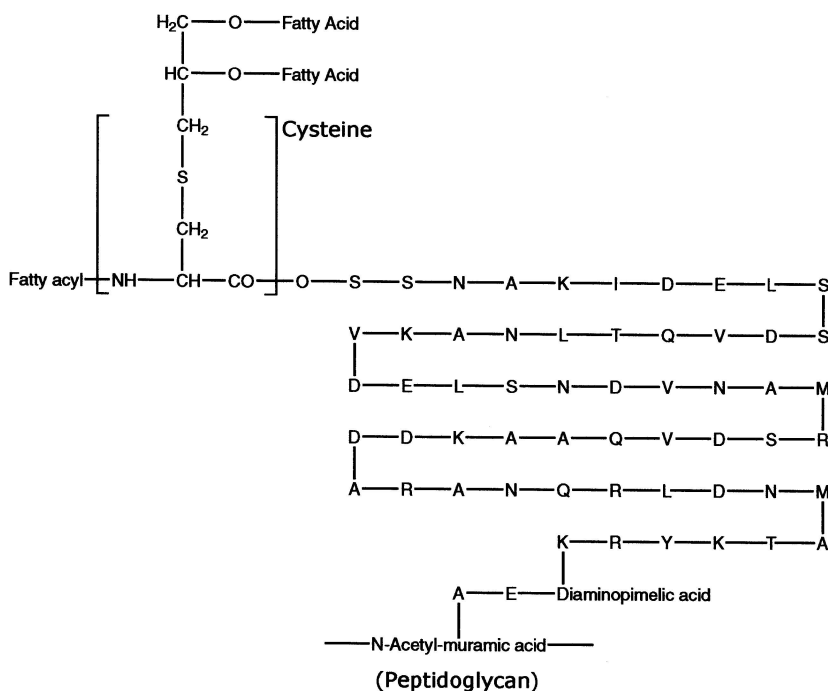 H₂C—O—Fatty Acid
HC—O—Fatty Acid
CH₂
Cysteine
S
CH₂
Fatty acyl—NH—CH—CO—O—S—S—N—A—K—I—D—E—L—S
V—K—A—N—L—T—Q—V—D—S
D—E—L—S—N—D—V—N—A—M
D—D—K—A—A—Q—V—D—S—R
A—R—A—N—Q—R—L—D—N—M
K—R—Y—K—T—A
A—E—Diaminopimelic acid
N-Acetyl-muramic acid
(Peptidoglycan)